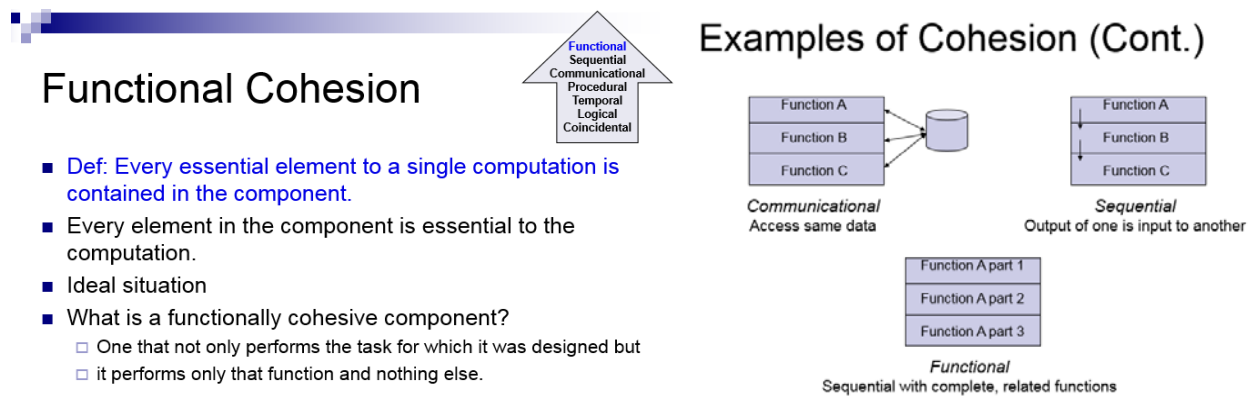 Functional Cohesion
Functional
Sequential
Communicational
Procedural
Temporal
Logical
Coincidental
Def: Every essential element to a single computation is
contained in the component.
Every element in the component is essential to the
computation.
Ideal situation
What is a functionally cohesive component?
One that not only performs the task for which it was designed but
it performs only that function and nothing else.
Examples of Cohesion (Cont.)
Function A
Function B
Function C
Communicational
Access same data
Function A
Function B
Function C
Sequential
Output of one is input to another
Function A part 1
Function A part 2
Function A part 3
Functional
Sequential with complete, related functions